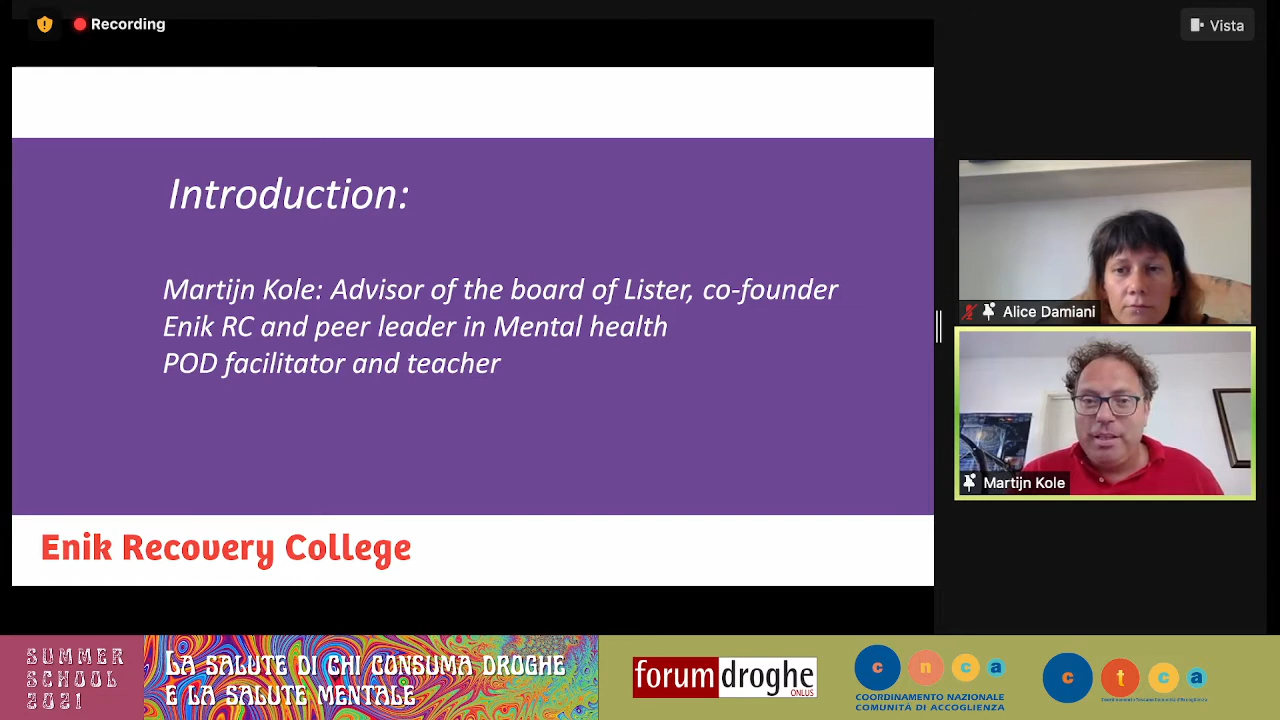 Recording
Vista
Introduction:
Martijn Kole: Advisor of the board of Lister, co-founder
Enik RC and peer leader in Mental health
POD facilitator and teacher
Enik Recovery College
Alice Damiani
Martijn Kole
SUMMER
SCHOOL
2021
LA SALUTE DI CHI CONSUMA DROGHE
E LA SALUTE MENTALE
forumdroghe
ONLUS
cnca
COORDINAMENTO NAZIONALE
COMUNITÀ DI ACCOGLIENZA
ctca